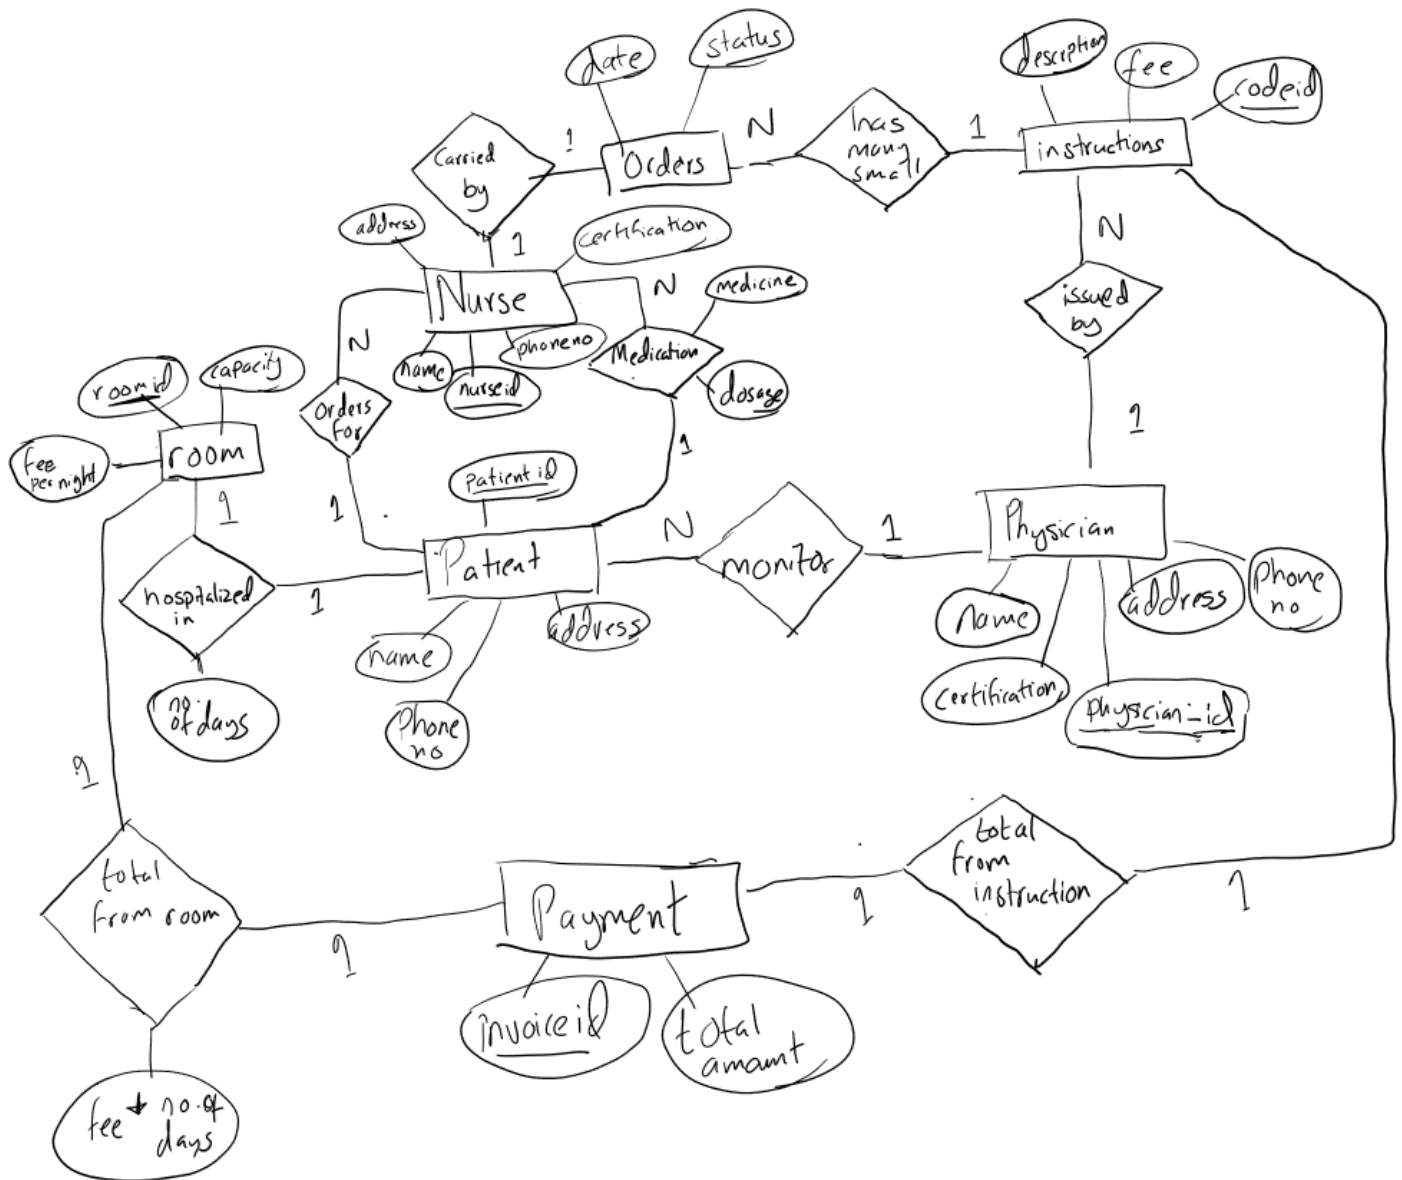 date
status
description
fee
codeid
Carried
by
1
Orders
N
has
many
small
1
instructions
address
1
certification
Nurse
N
medicine
N
issued
by
name
nurseid
phoneno
Medication
dosage
roomid
capacity
Orders
for
fee
per night
room
1
1
patient id
1
1
Patient
N
monitor
1
Physician
hospitalized
in
1
name
address
Phone
no
name
address
Phone
no
certification
physician-id
no.
of days
1
total
from room
1
Payment
1
total
from
instruction
1
invoice id
total
amount
fee * no. of
days